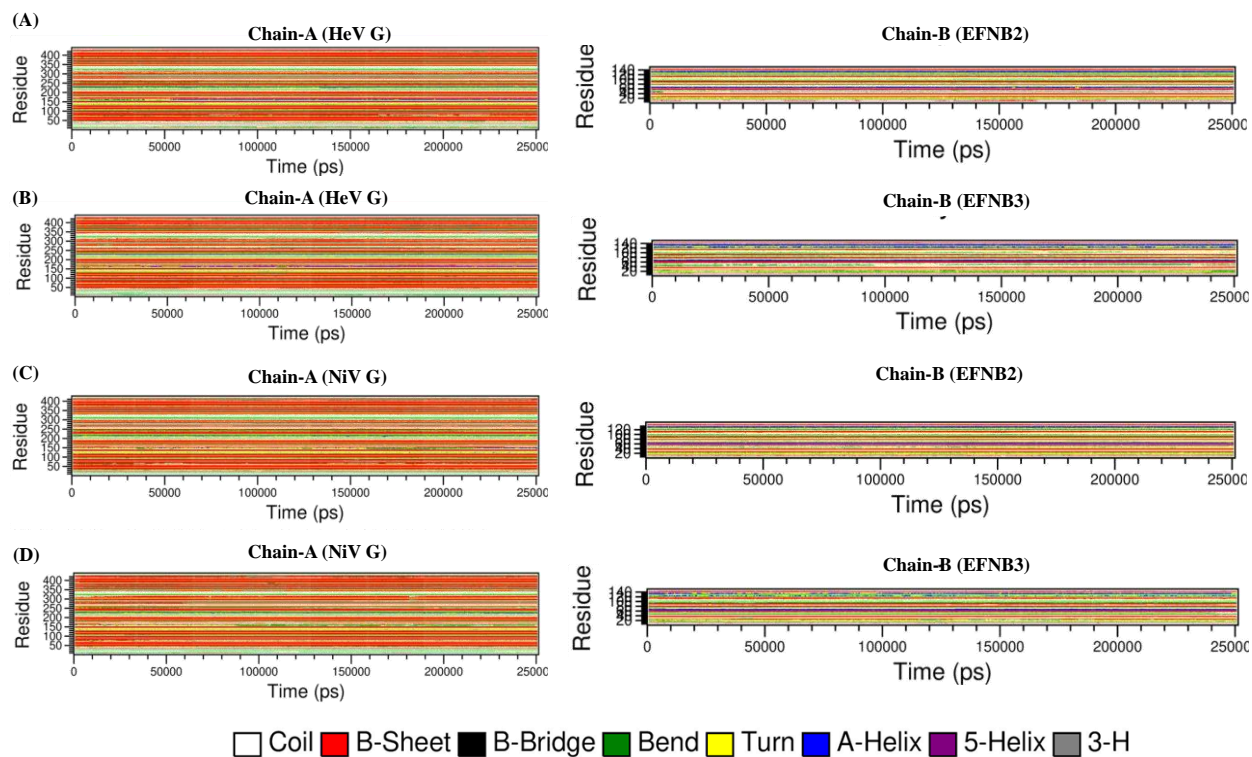 (A)
Chain-A (HeV G)
Chain-B (EFNB2)
Residue
400
350
300
250
200
150
100
50
0 50000 100000 150000 200000 25000
Time (ps)
Residue
140
20
0 50000 100000 150000 200000 25000
Time (ps)
(B)
Chain-A (HeV G)
Chain-B (EFNB3)
Residue
400
350
300
250
200
150
100
50
0 50000 100000 150000 200000 25000
Time (ps)
Residue
140
20
0 50000 100000 150000 200000 25000
Time (ps)
(C)
Chain-A (NiV G)
Chain-B (EFNB2)
Residue
400
350
300
250
200
150
100
50
0 50000 100000 150000 200000 25000
Time (ps)
Residue
120
20
0 50000 100000 150000 200000 25000
Time (ps)
(D)
Chain-A (NiV G)
Chain-B (EFNB3)
Residue
400
350
300
250
200
150
100
50
0 50000 100000 150000 200000 25000
Time (ps)
Residue
140
20
0 50000 100000 150000 200000 25000
Time (ps)
Coil B-Sheet B-Bridge Bend Turn A-Helix 5-Helix 3-H